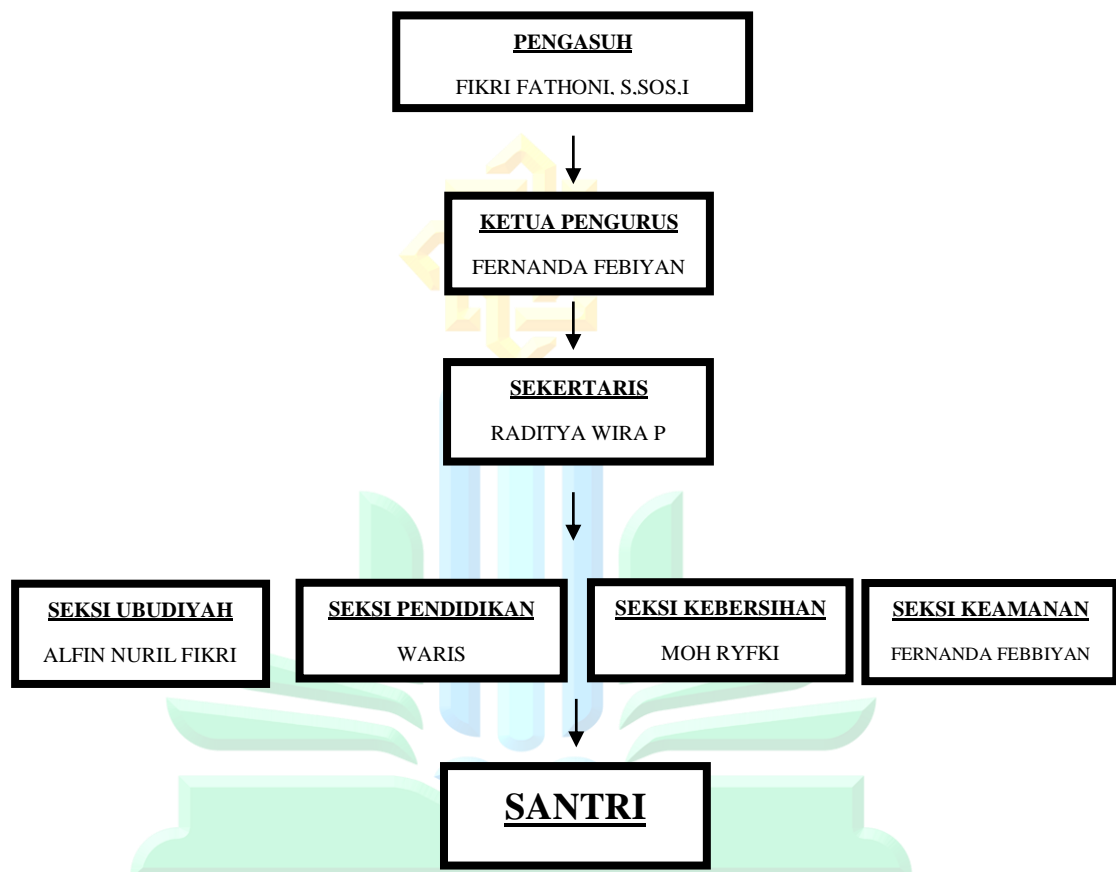 PENGASUH
FIKRI FATHONI, S,SOS,I
KETUA PENGURUS
FERNANDA FEBIYAN
SEKERTARIS
RADITYA WIRA P
SEKSI UBUDIYAH
ALFIN NURIL FIKRI
SEKSI PENDIDIKAN
WARIS
SEKSI KEBERSIHAN
MOH RYFKI
SEKSI KEAMANAN
FERNANDA FEBBIYAN
SANTRI